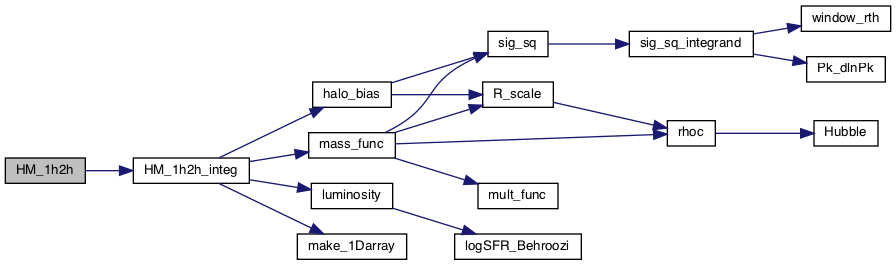 HM_1h2h
HM_1h2h_integ
halo_bias
mass_func
luminosity
make_1Darray
sig_sq
R_scale
mult_func
logSFR_Behroozi
sig_sq_integrand
rhoc
window_rth
Pk_dlnPk
Hubble